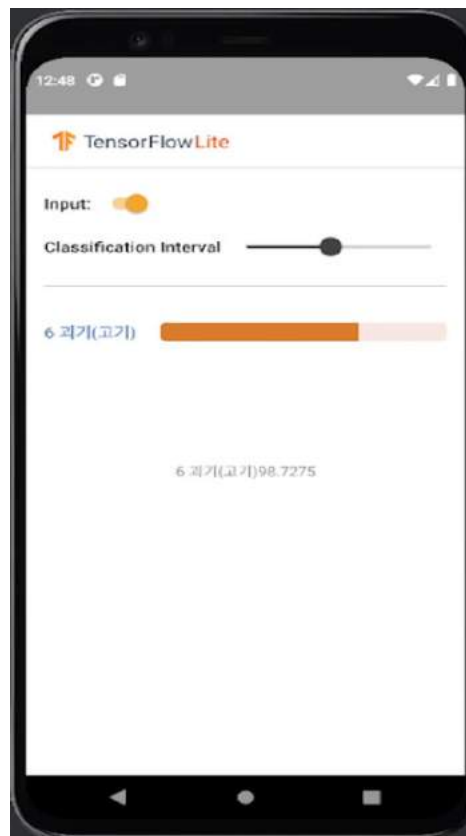 12:48
TensorFlowLite
Input:
Classification Interval
6 괴기(고기)
6 괴기(고기)98.7275